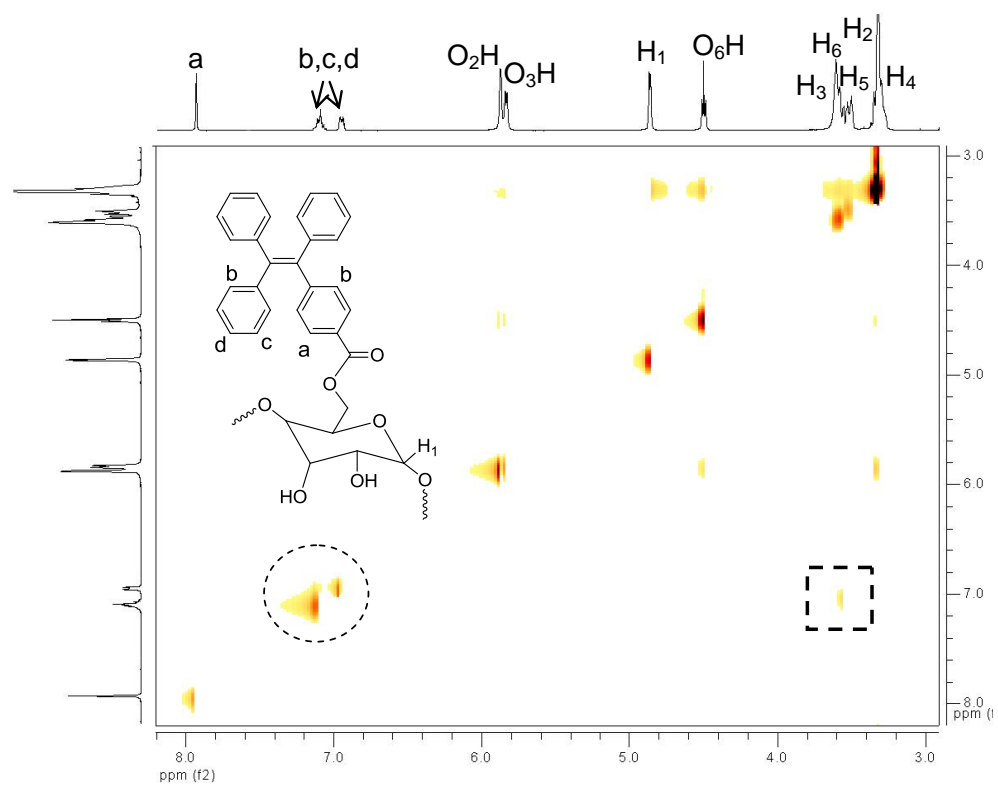 a
b,c,d
O₂H
O₃H
H₁
O₆H
H₃
H₆
H₅
H₂
H₄
b
b
d
c
a
O
O
O
O
H₁
O
HO
OH
3.0
4.0
5.0
6.0
7.0
8.0
ppm (f
8.0 7.0 6.0 5.0 4.0 3.0
ppm (f2)